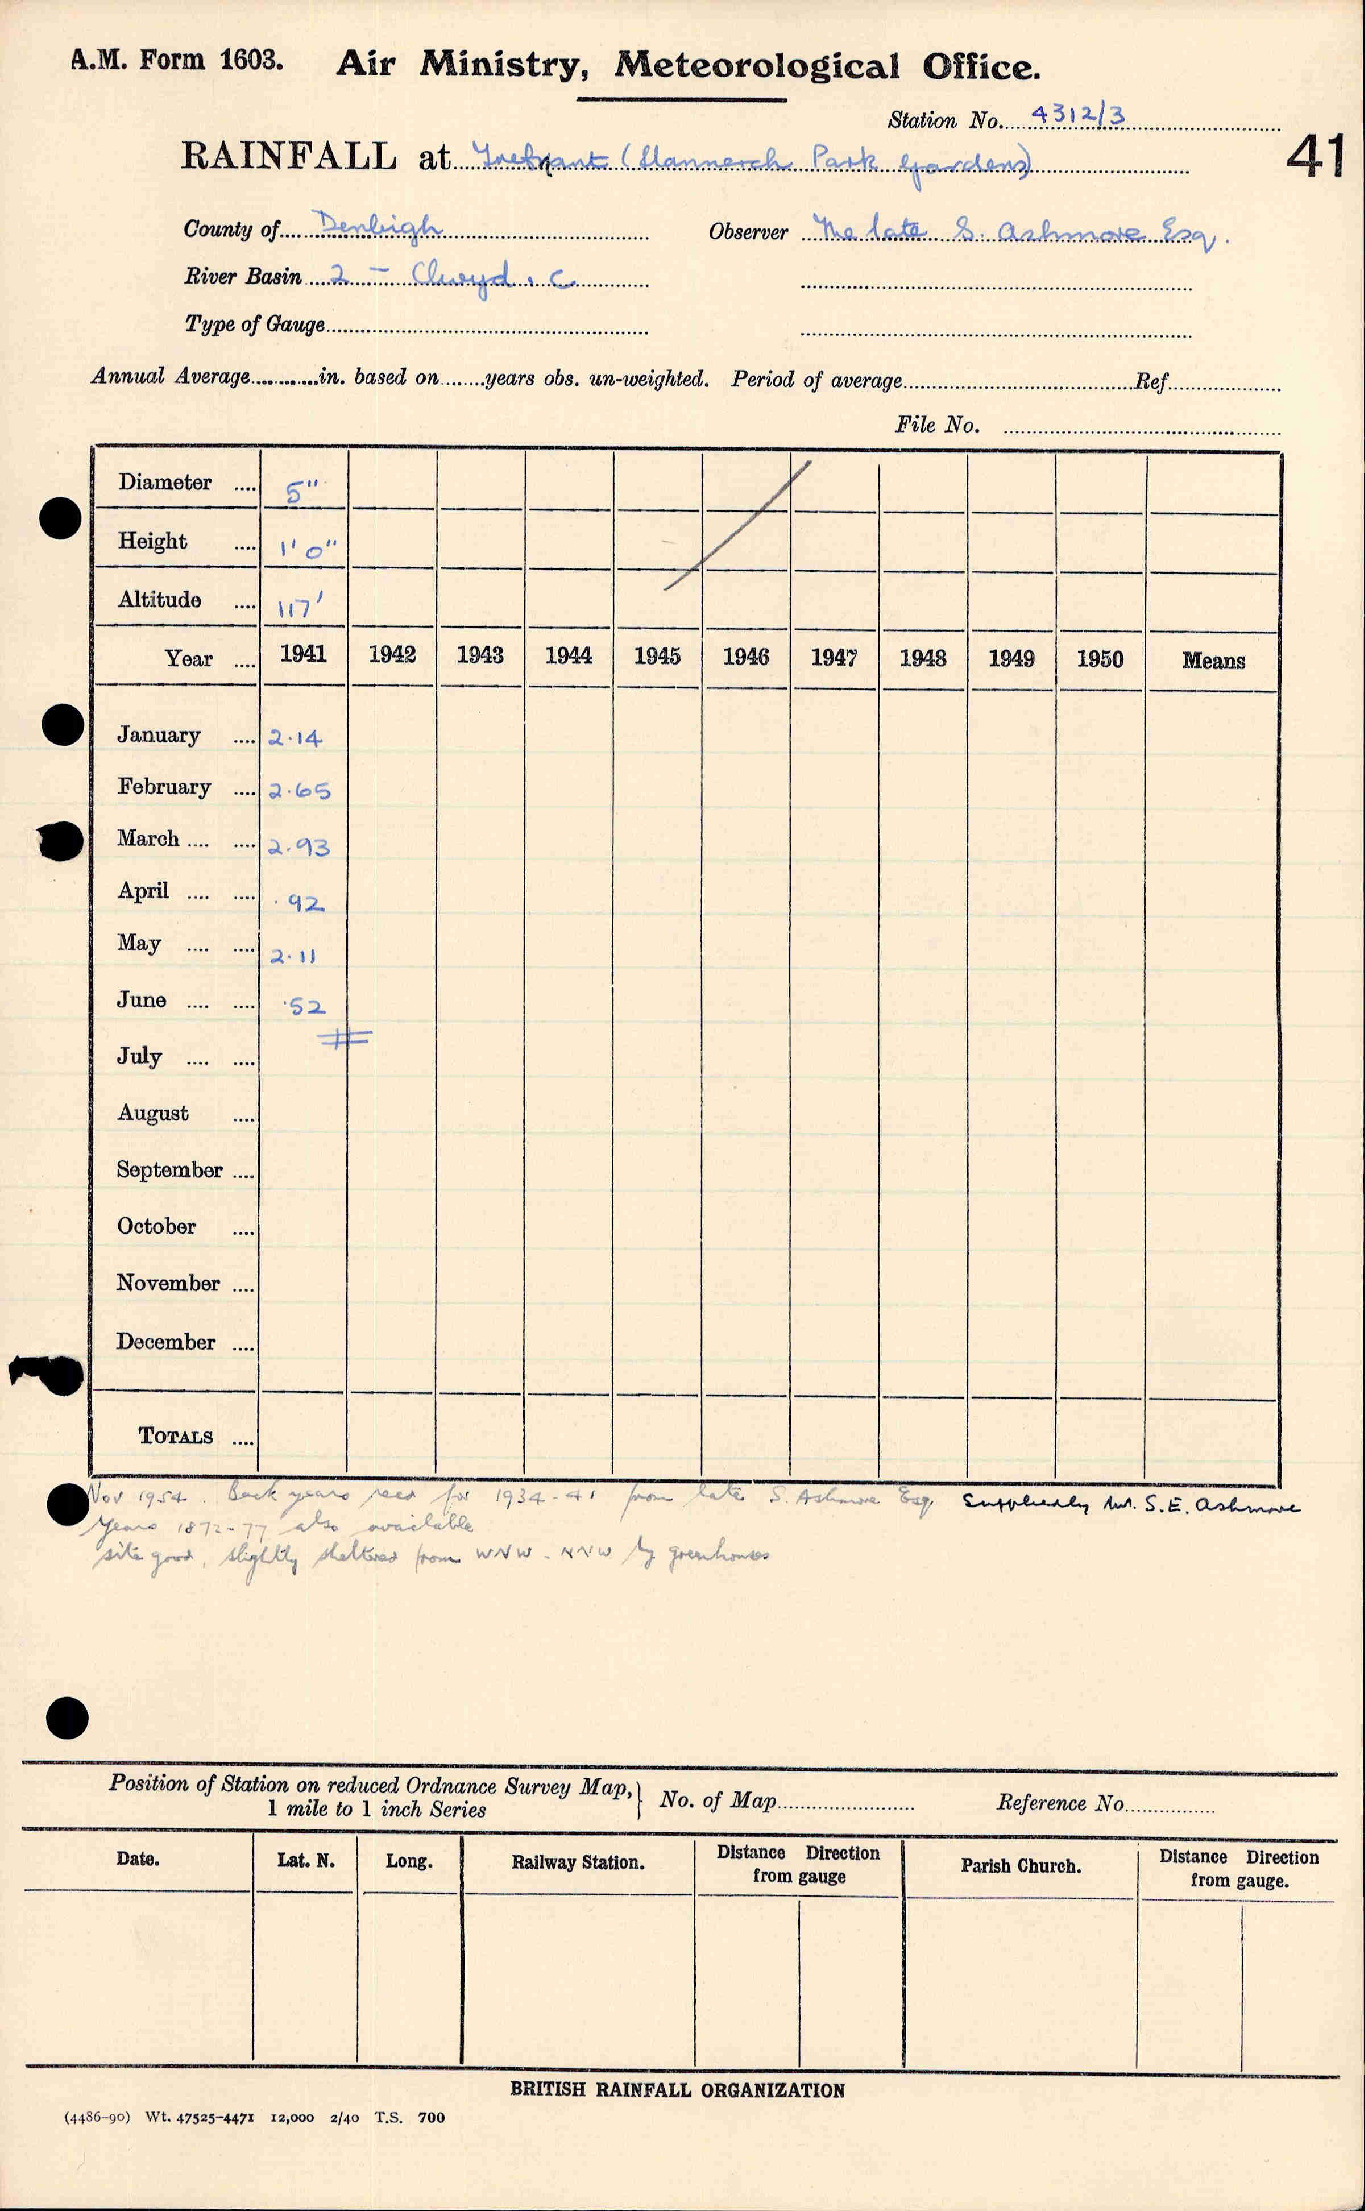 A.M. Form 1603. Air Ministry, Meteorological Office.
Station No. 4312/3
RAINFALL at Trefnant (Llannerch Park Gardens)
41
County of Denbigh Observer The late S. Ashmore Esq.
River Basin 2 - Clwyd. C
Type of Gauge
Annual Average in. based on years obs. un-weighted. Period of average Ref
File No.
Diameter 5"
Height 1' 0"
Altitude 117'
Year 1941 1942 1943 1944 1945 1946 1947 1948 1949 1950 Means
January 2.14
February 2.65
March 2.93
April .92
May 2.11
June .52
July
August
September
October
November
December
TOTALS
Nov 1954. Back years recd for 1934-41 from late S. Ashmore Esq. Supplied by Mr. S.E. Ashmore
Years 1872-77 also available
site good, slightly sheltered from WNW - NNW by greenhouses
Position of Station on reduced Ordnance Survey Map, } No. of Map Reference No
1 mile to 1 inch Series
Date. Lat. N. Long. Railway Station. Distance Direction from gauge Parish Church. Distance Direction from gauge.
BRITISH RAINFALL ORGANIZATION
(4486-90) Wt. 47525-4471 12,000 2/40 T.S. 700